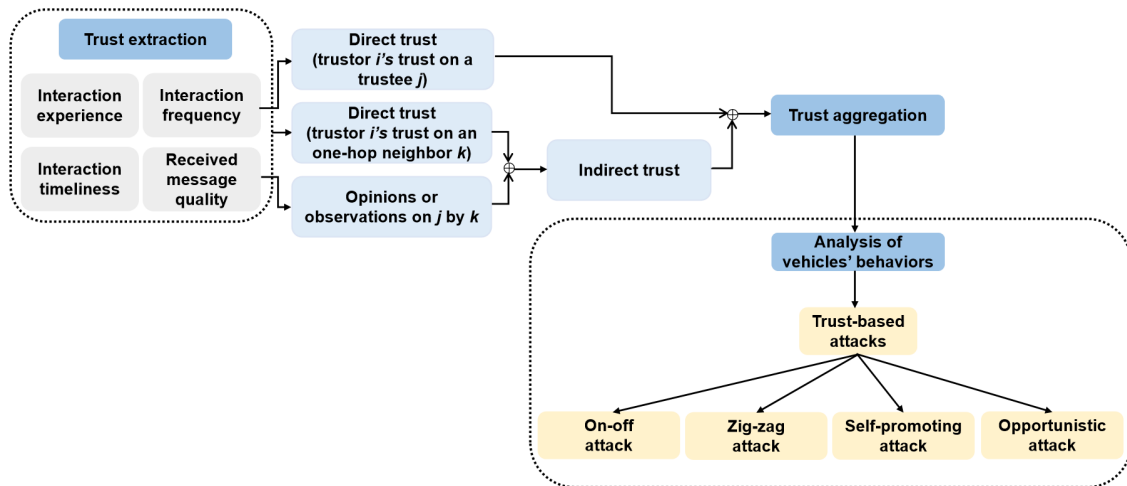 Trust extraction
Interaction
experience
Interaction
frequency
Interaction
timeliness
Received
message
quality
Direct trust
(trustor i's trust on a
trustee j)
Direct trust
(trustor i's trust on an
one-hop neighbor k)
Opinions or
observations on j by k
Indirect trust
Trust aggregation
Analysis of
vehicles' behaviors
Trust-based
attacks
On-off
attack
Zig-zag
attack
Self-promoting
attack
Opportunistic
attack